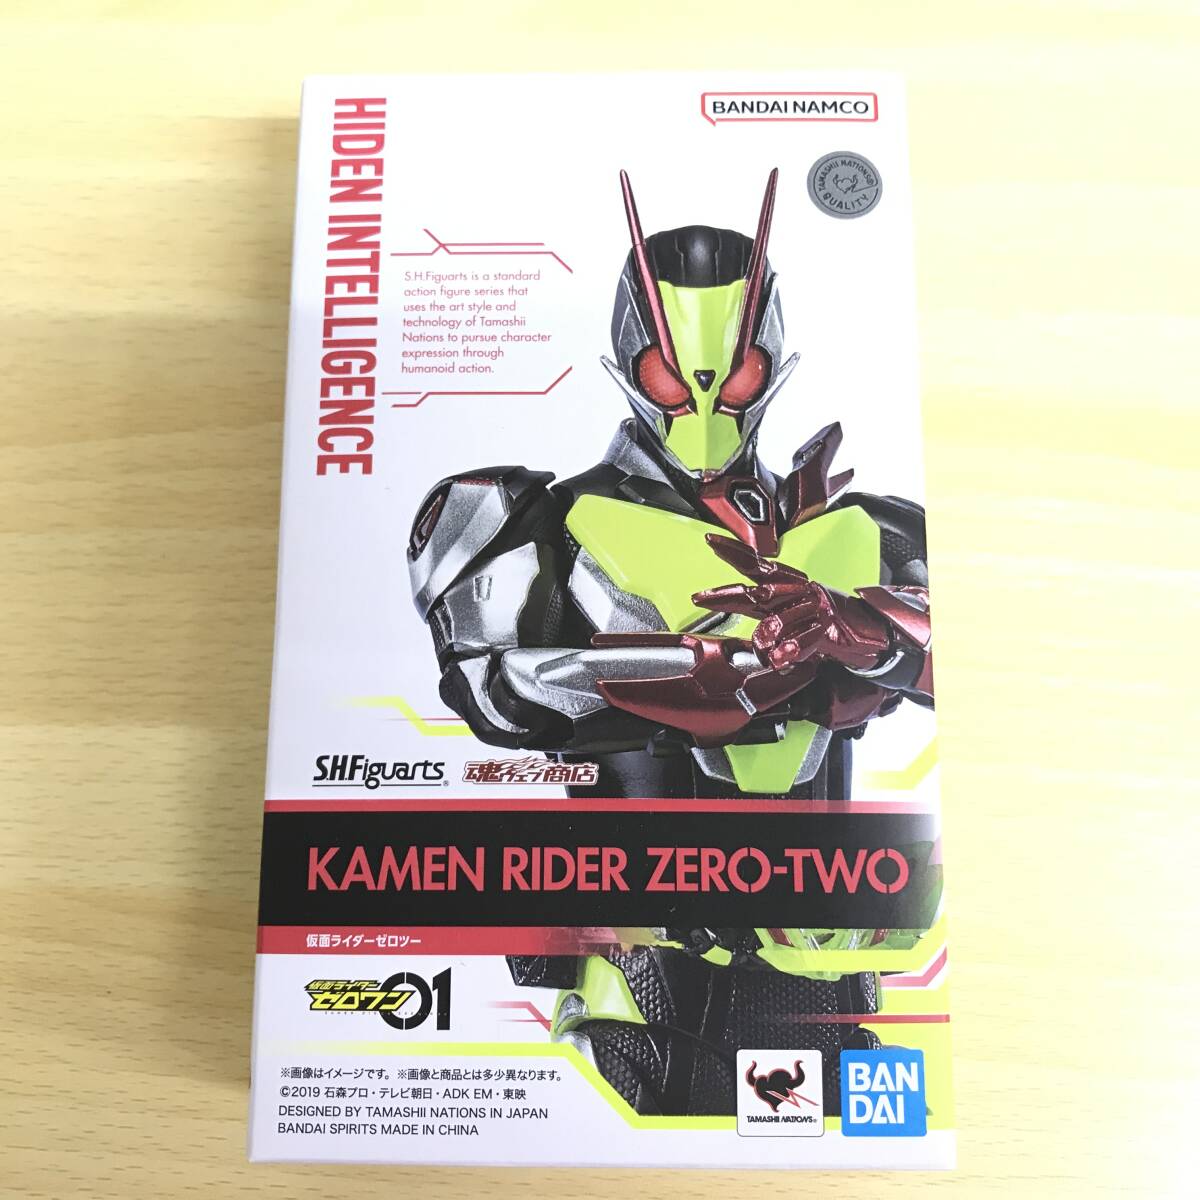 HIDEN INTELLIGENCE
BANDAI NAMCO
TAMASHII NATIONS
QUALITY
S.H.Figuarts is a standard
action figure series that
uses the art style and
technology of Tamashii
Nations to pursue character
expression through
humanoid action.
S.H.Figuarts® 魂ウェブ商店
KAMEN RIDER ZERO-TWO
仮面ライダーゼロツー
仮面ライダー
ゼロワン 01
※画像はイメージです。 ※画像と商品とは多少異なります。
©2019 石森プロ・テレビ朝日・ADK EM・東映
DESIGNED BY TAMASHII NATIONS IN JAPAN
BANDAI SPIRITS MADE IN CHINA
TAMASHII NATIONS®
BAN
DAI